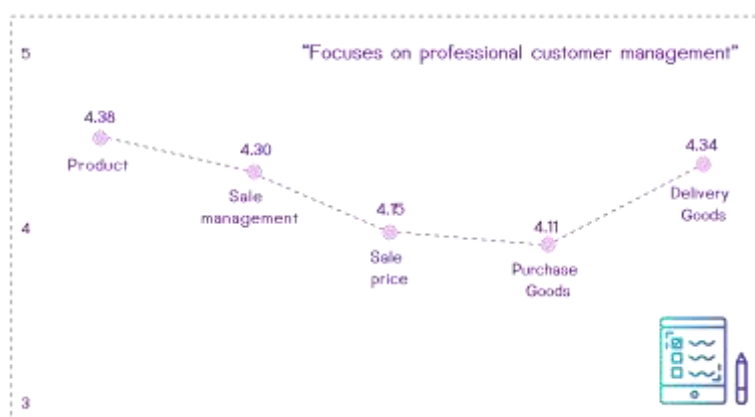 5
"Focuses on professional customer management"
4.38
Product
4.30
Sale
management
4.15
Sale
price
4.11
Purchase
Goods
4.34
Delivery
Goods
4
3